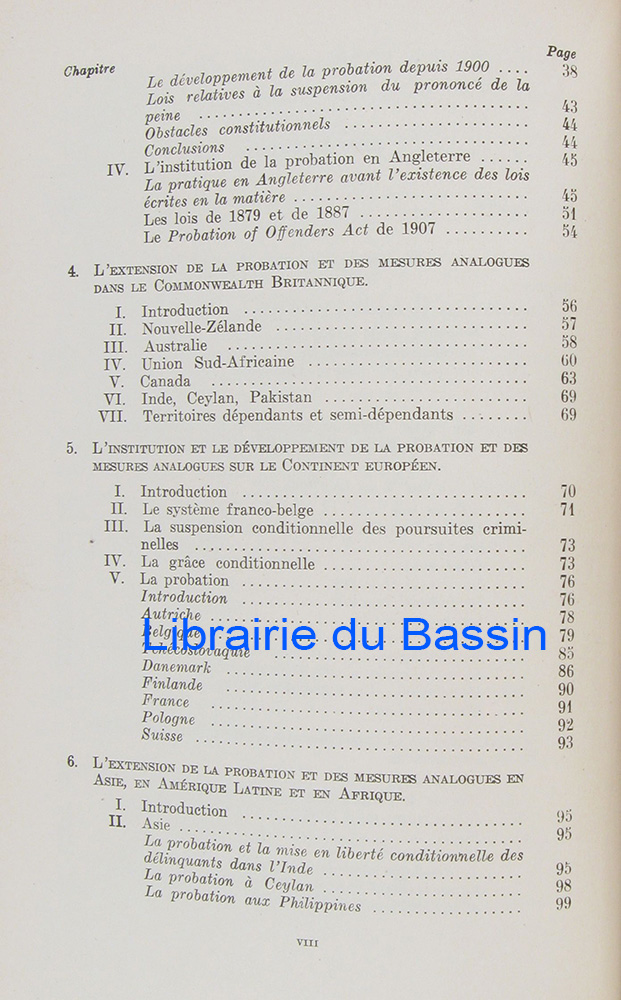 Chapitre Page
Le développement de la probation depuis 1900 .... 38
Lois relatives à la suspension du prononcé de la
peine .... 43
Obstacles constitutionnels .... 44
Conclusions .... 44
IV. L'institution de la probation en Angleterre .... 45
La pratique en Angleterre avant l'existence des lois
écrites en la matière .... 45
Les lois de 1879 et de 1887 .... 51
Le Probation of Offenders Act de 1907 .... 54
4. L'EXTENSION DE LA PROBATION ET DES MESURES ANALOGUES
DANS LE COMMONWEALTH BRITANNIQUE.
I. Introduction .... 56
II. Nouvelle-Zélande .... 57
III. Australie .... 58
IV. Union Sud-Africaine .... 60
V. Canada .... 63
VI. Inde, Ceylan, Pakistan .... 69
VII. Territoires dépendants et semi-dépendants .... 69
5. L'INSTITUTION ET LE DÉVELOPPEMENT DE LA PROBATION ET DES
MESURES ANALOGUES SUR LE CONTINENT EUROPÉEN.
I. Introduction .... 70
II. Le système franco-belge .... 71
III. La suspension conditionnelle des poursuites crimi-
nelles .... 73
IV. La grâce conditionnelle .... 73
V. La probation .... 76
Introduction .... 76
Autriche .... 78
Belgique .... 79
Librairie du Bassin
Tchécoslovaquie .... 85
Danemark .... 86
Finlande .... 90
France .... 91
Pologne .... 92
Suisse .... 93
6. L'EXTENSION DE LA PROBATION ET DES MESURES ANALOGUES EN
ASIE, EN AMÉRIQUE LATINE ET EN AFRIQUE.
I. Introduction .... 95
II. Asie .... 95
La probation et la mise en liberté conditionnelle des
délinquants dans l'Inde .... 95
La probation à Ceylan .... 98
La probation aux Philippines .... 99
VIII